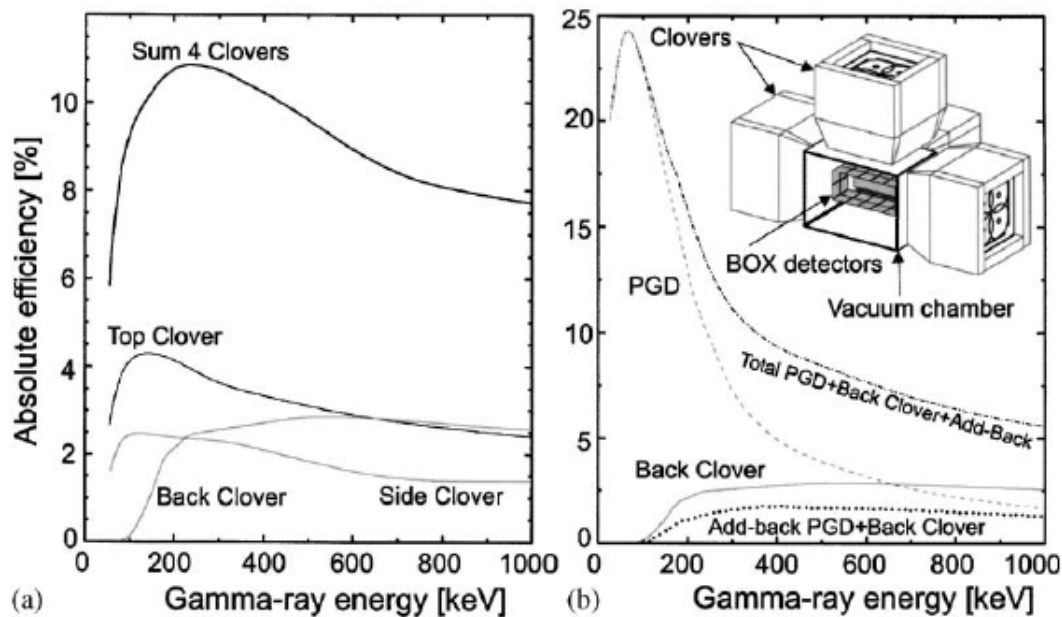 Sum 4 Clovers
Top Clover
Back Clover
Side Clover
Absolute efficiency [%]
10
8
6
4
2
0
0
200
400
600
800
1000
(a)
Gamma-ray energy [keV]
25
20
15
10
5
0
Clovers
BOX detectors
Vacuum chamber
PGD
Total PGD+Back Clover+Add-Back
Back Clover
Add-back PGD+Back Clover
0
200
400
600
800
1000
(b)
Gamma-ray energy [keV]